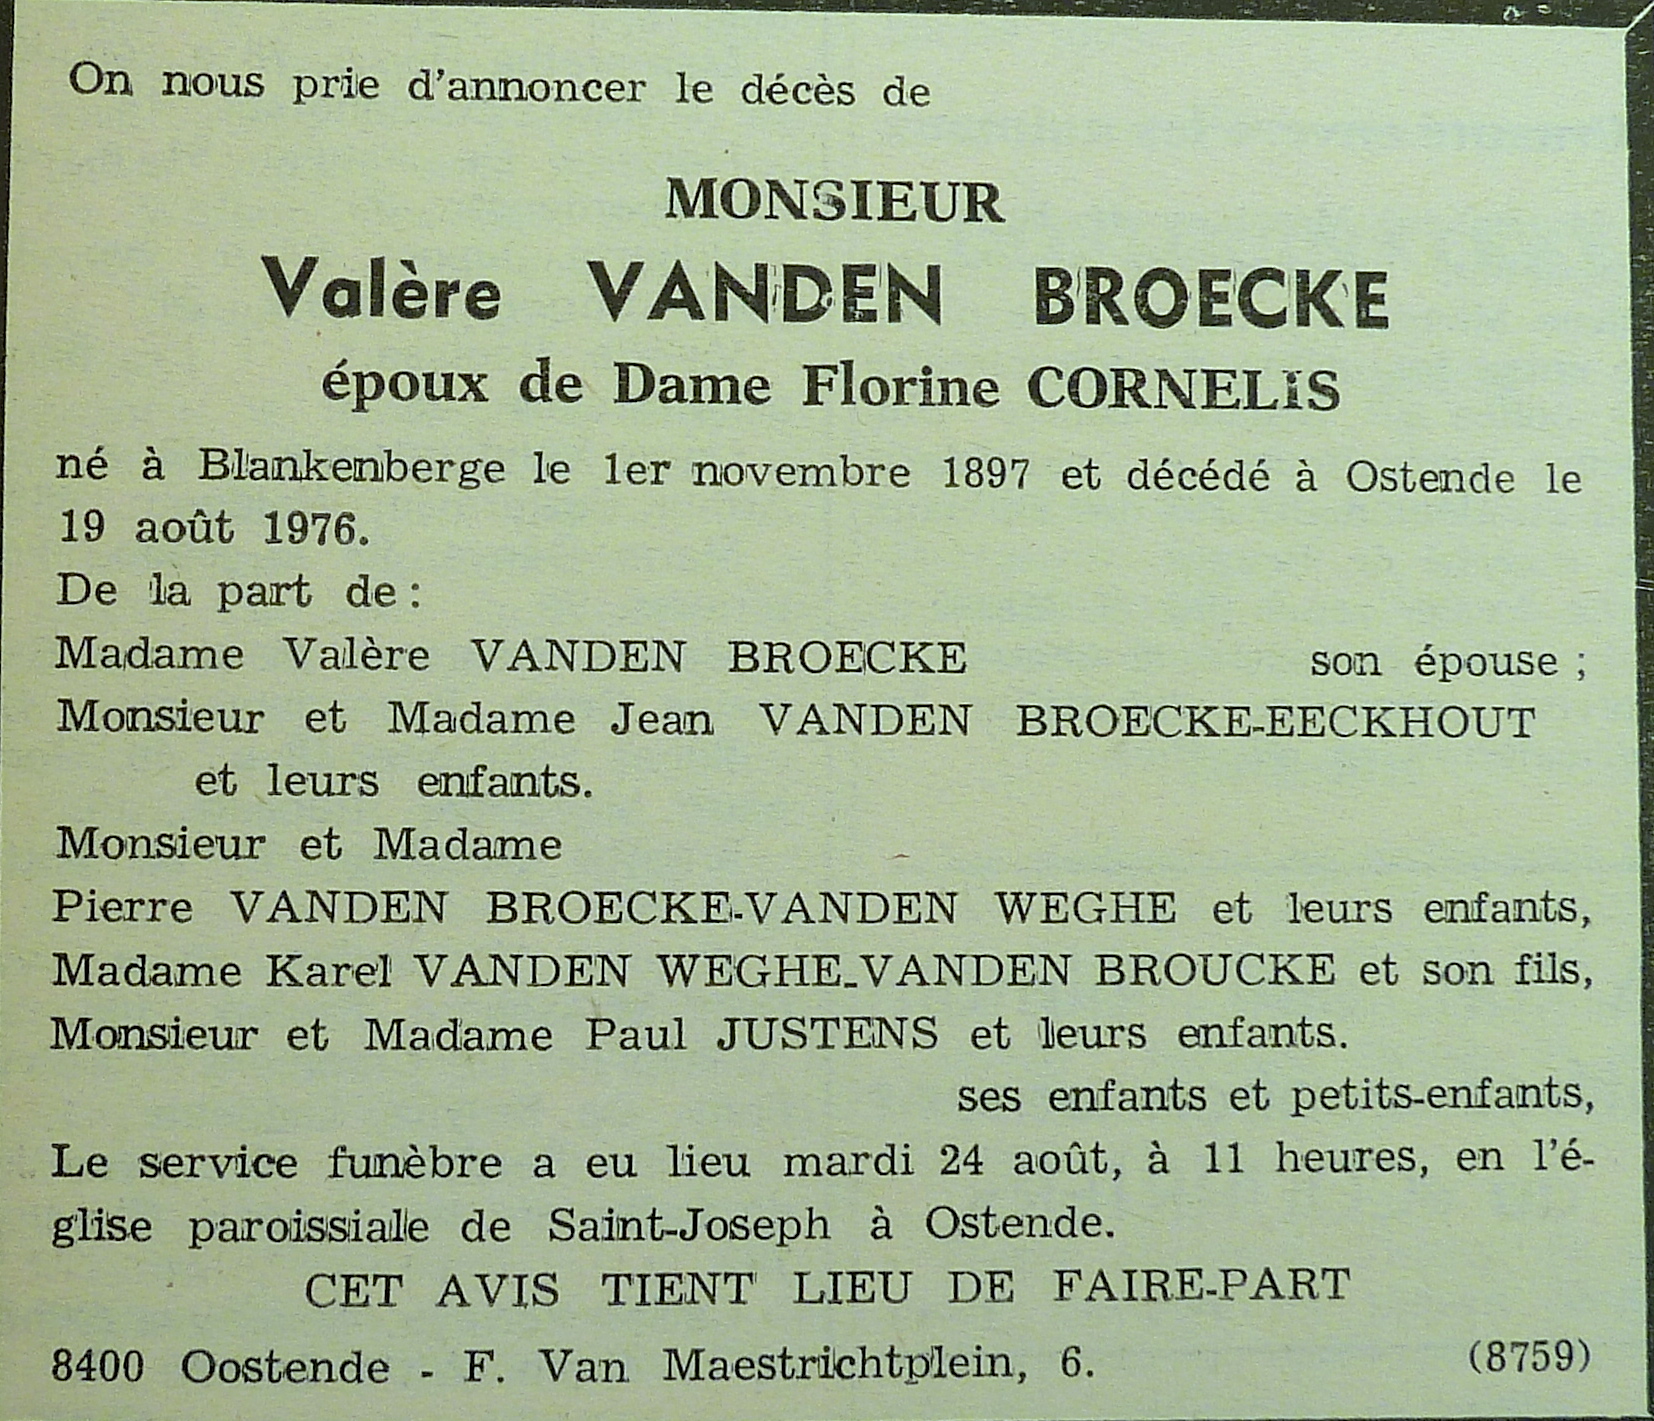 On nous prie d'annoncer le décès de
MONSIEUR
Valère VANDEN BROECKE
époux de Dame Florine CORNELIS
né à Blankenberge le 1er novembre 1897 et décédé à Ostende le
19 août 1976.
De la part de :
Madame Valère VANDEN BROECKE son épouse ;
Monsieur et Madame Jean VANDEN BROECKE-EECKHOUT
et leurs enfants.
Monsieur et Madame
Pierre VANDEN BROECKE-VANDEN WEGHE et leurs enfants,
Madame Karel VANDEN WEGHE-VANDEN BROUCKE et son fils,
Monsieur et Madame Paul JUSTENS et leurs enfants.
ses enfants et petits-enfants,
Le service funèbre a eu lieu mardi 24 août, à 11 heures, en l'é-
glise paroissiale de Saint-Joseph à Ostende.
CET AVIS TIENT LIEU DE FAIRE-PART
8400 Oostende - F. Van Maestrichtplein, 6. (8759)